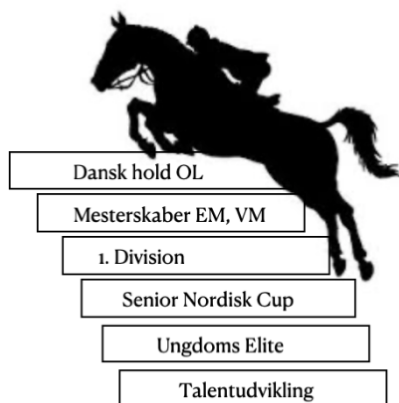 Dansk hold OL
Mesterskaber EM, VM
1. Division
Senior Nordisk Cup
Ungdoms Elite
Talentudvikling